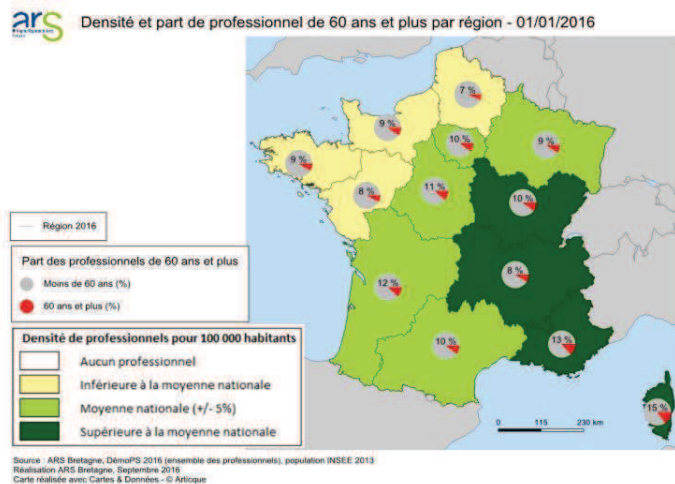 ars
Densité et part de professionnel de 60 ans et plus par région - 01/01/2016
7 %
9 %
10 %
9 %
9 %
8 %
11 %
10 %
12 %
8 %
10 %
13 %
15 %
Région 2016
Part des professionnels de 60 ans et plus
Moins de 60 ans (%)
60 ans et plus (%)
Densité de professionnels pour 100 000 habitants
Aucun professionnel
Inférieure à la moyenne nationale
Moyenne nationale (+/- 5%)
Supérieure à la moyenne nationale
0 115 230 km
Source : ARS Bretagne, DémoPS 2016 (ensemble des professionnels), population INSEE 2013
Réalisation ARS Bretagne, Septembre 2016
Carte réalisée avec Cartes & Données - © Articque